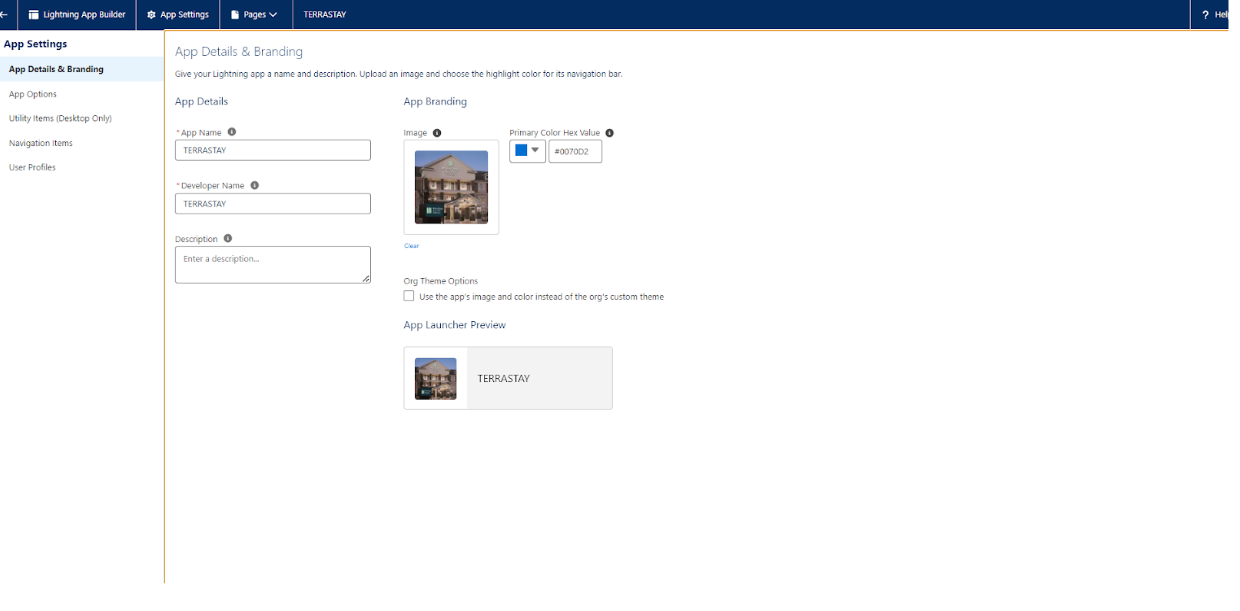 Lightning App Builder
App Settings
Pages
TERRASTAY
? Hel
App Settings
App Details & Branding
App Options
Utility Items (Desktop Only)
Navigation Items
User Profiles
App Details & Branding
Give your Lightning app a name and description. Upload an image and choose the highlight color for its navigation bar.
App Details
*App Name
TERRASTAY
*Developer Name
TERRASTAY
Description
Enter a description...
App Branding
Image
Clear
Primary Color Hex Value
#0070D2
Org Theme Options
Use the app's image and color instead of the org's custom theme
App Launcher Preview
TERRASTAY